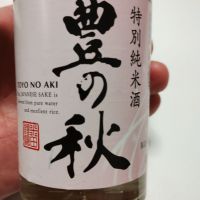 特別純米酒
豊の秋
TOYO NO AKI
JAPANESE SAKE is
brewed from pure water
and excellent rice.